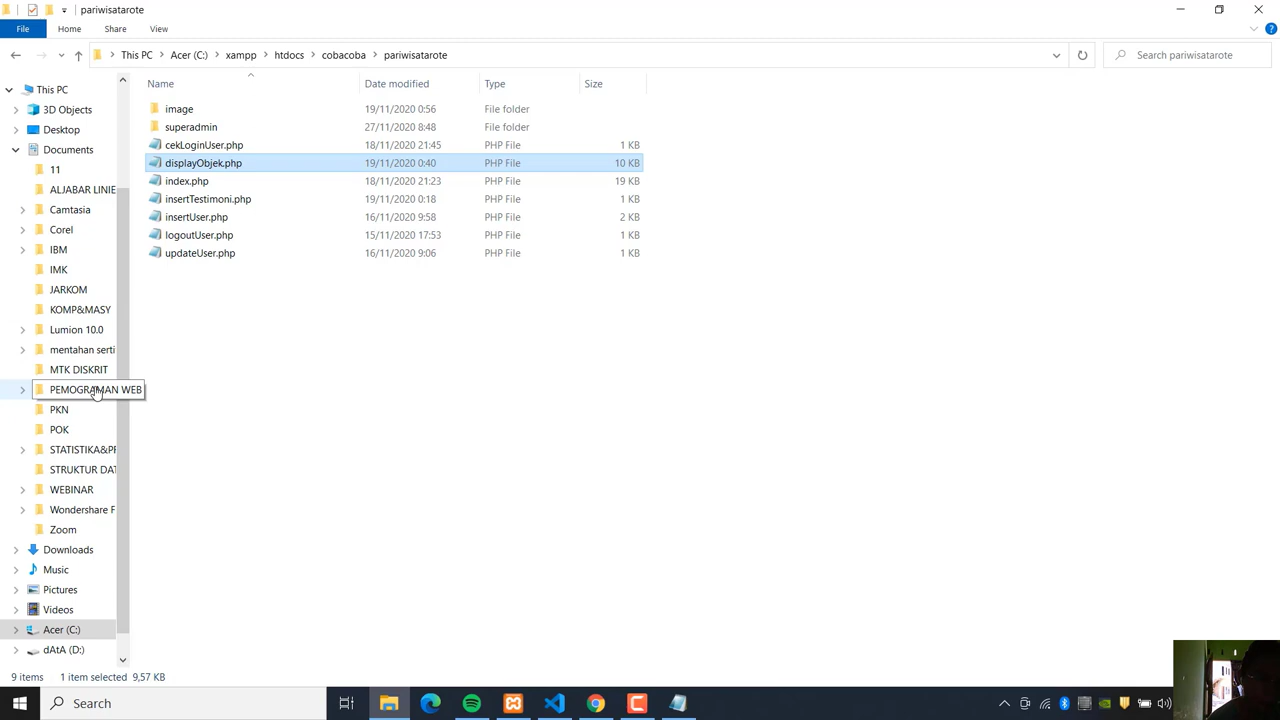 pariwisatarote
File Home Share View
This PC Acer (C:) xampp htdocs cobacoba pariwisatarote Search pariwisatarote
Name Date modified Type Size
This PC
3D Objects
Desktop
Documents
11
ALJABAR LINIE
Camtasia
Corel
IBM
IMK
JARKOM
KOMP&MASY
Lumion 10.0
mentahan serti
MTK DISKRIT
PEMOGRAMAN WEB
PKN
POK
STATISTIKA&PF
STRUKTUR DAT
WEBINAR
Wondershare F
Zoom
Downloads
Music
Pictures
Videos
Acer (C:)
dAtA (D:)
image 19/11/2020 0:56 File folder
superadmin 27/11/2020 8:48 File folder
cekLoginUser.php 18/11/2020 21:45 PHP File 1 KB
displayObjek.php 19/11/2020 0:40 PHP File 10 KB
index.php 18/11/2020 21:23 PHP File 19 KB
insertTestimoni.php 19/11/2020 0:18 PHP File 1 KB
insertUser.php 16/11/2020 9:58 PHP File 2 KB
logoutUser.php 15/11/2020 17:53 PHP File 1 KB
updateUser.php 16/11/2020 9:06 PHP File 1 KB
9 items 1 item selected 9,57 KB
Search